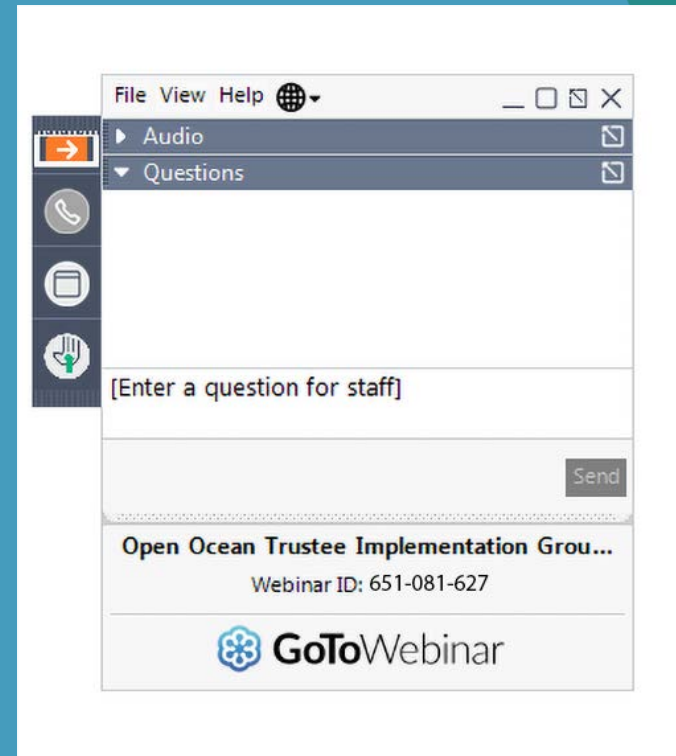 File View Help
Audio
Questions
[Enter a question for staff]
Send
Open Ocean Trustee Implementation Grou...
Webinar ID: 651-081-627
GoToWebinar